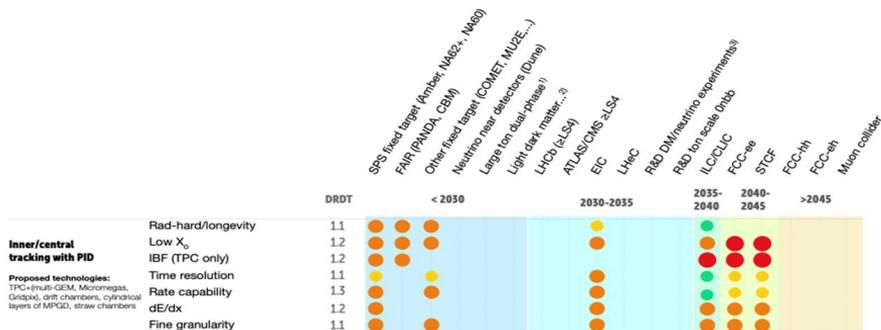 SPS fixed target (Amber, NA62+, NA60)
FAIR (PANDA, CBM)
Other fixed target (COMET, MU2E,...)
Neutrino near detectors (Dune)
Large ton dual-phase¹⁾
Light dark matter...²⁾
LHCb (≥LS4)
ATLAS/CMS ≥LS4
EIC
LHeC
R&D DM/neutrino experiments³⁾
R&D ton scale 0nbb
ILC/CLIC
FCC-ee
STCF
FCC-hh
FCC-eh
Muon collider
DRDT < 2030 2030-2035 2035-2040 2040-2045 >2045
Inner/central
tracking with PID
Proposed technologies:
TPC+(multi-GEM, Micromegas,
Gridpix), drift chambers, cylindrical
layers of MPGD, straw chambers
Rad-hard/longevity 1.1
Low X₀ 1.2
IBF (TPC only) 1.2
Time resolution 1.1
Rate capability 1.3
dE/dx 1.2
Fine granularity 1.1